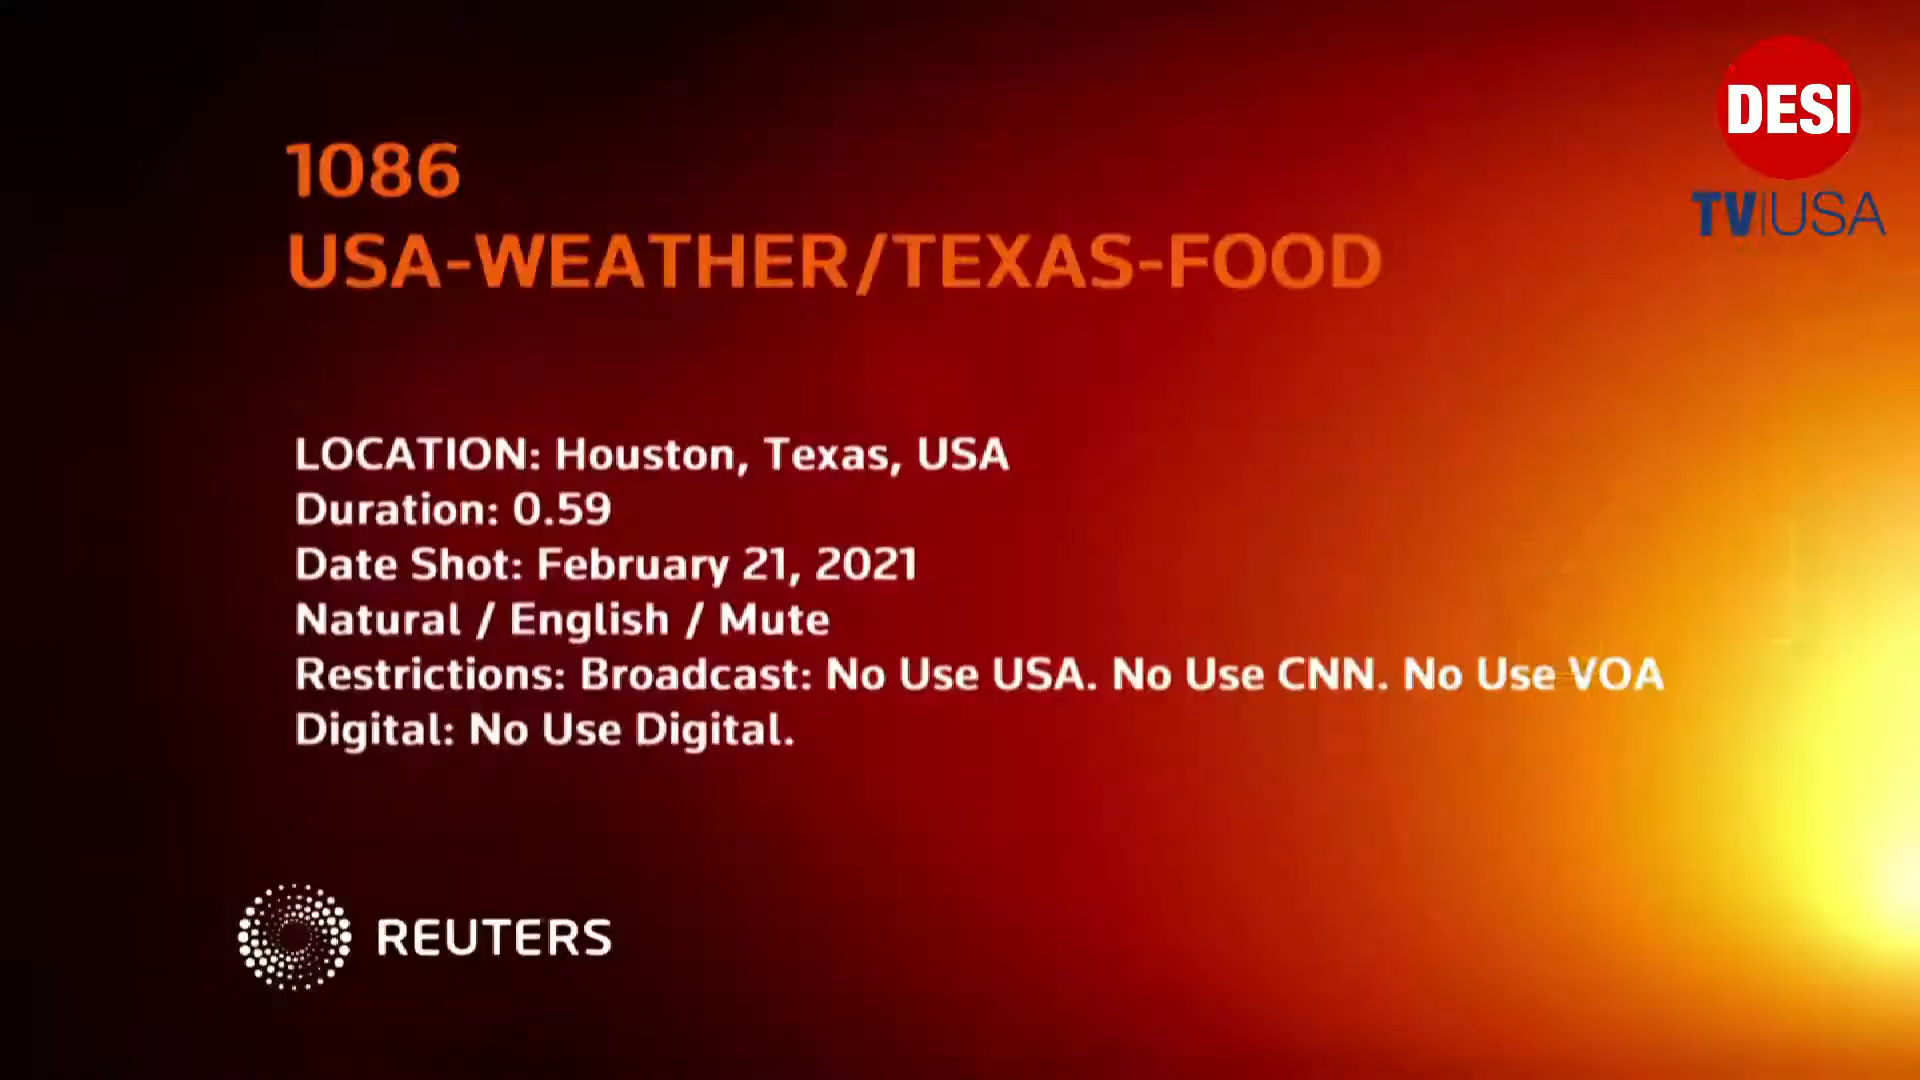 DESI
TV|USA
1086
USA-WEATHER/TEXAS-FOOD
LOCATION: Houston, Texas, USA
Duration: 0.59
Date Shot: February 21, 2021
Natural / English / Mute
Restrictions: Broadcast: No Use USA. No Use CNN. No Use VOA
Digital: No Use Digital.
REUTERS